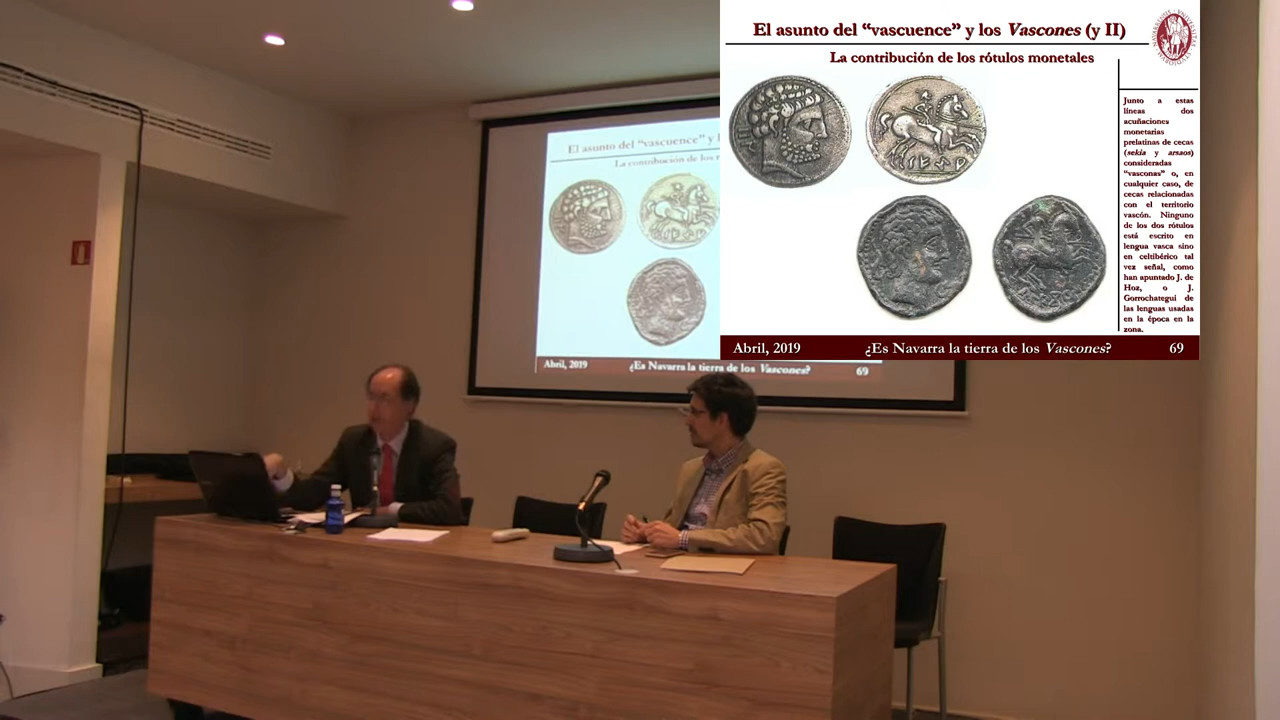 El asunto del “vascuence” y los Vascones (y II)
La contribución de los rótulos monetales
Junto a estas
líneas dos
acuñaciones
monetarias
prelatinas de cecas
(sekia y arsaos)
consideradas
“vasconas” o, en
cualquier caso, de
cecas relacionadas
con el territorio
vascón. Ninguno
de los dos rótulos
está escrito en
lengua vasca sino
en celtibérico tal
vez señal, como
han apuntado J. de
Hoz, o J.
Gorrochategui de
las lenguas usadas
en la época en la
zona.
Abril, 2019
¿Es Navarra la tierra de los Vascones?
69
El asunto del “vascuence” y
La contribución de los
Abril, 2019
¿Es Navarra la tierra de los Vascones?
69